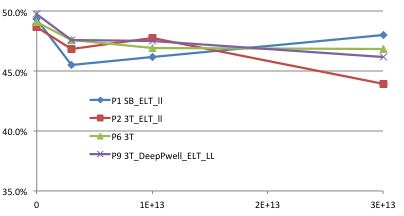 50.0%
45.0%
P1 SB_ELT_ll
P2 3T_ELT_ll
P6 3T
P9 3T_DeepPwell_ELT_LL
40.0%
35.0%
0 1E+13 2E+13 3E+13